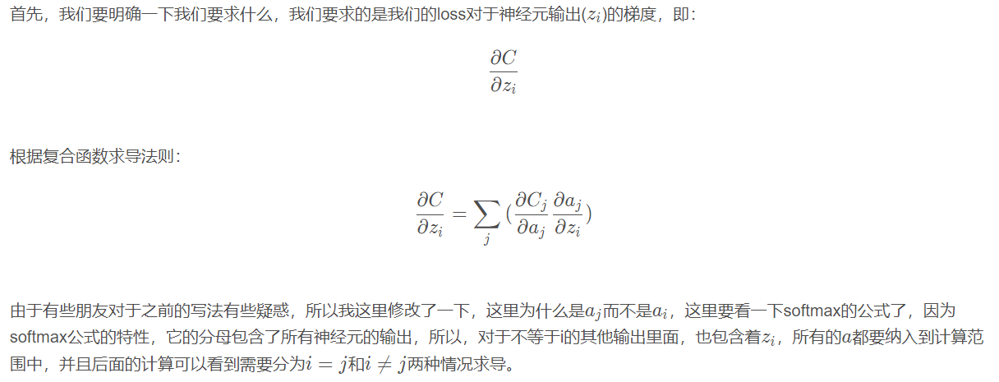 首先，我们要明确一下我们要求什么，我们要求的是我们的loss对于神经元输出($z_i$)的梯度，即：
$$\frac{\partial C}{\partial z_i}$$
根据复合函数求导法则：
$$\frac{\partial C}{\partial z_i} = \sum_j (\frac{\partial C_j}{\partial a_j} \frac{\partial a_j}{\partial z_i})$$
由于有些朋友对于之前的写法有些疑惑，所以我这里修改了一下，这里为什么是$a_j$而不是$a_i$，这里要看一下softmax的公式了，因为
softmax公式的特性，它的分母包含了所有神经元的输出，所以，对于不等于i的其他输出里面，也包含着$z_i$，所有的$a$都要纳入到计算范
围中，并且后面的计算可以看到需要分为$i = j$和$i \neq j$两种情况求导。